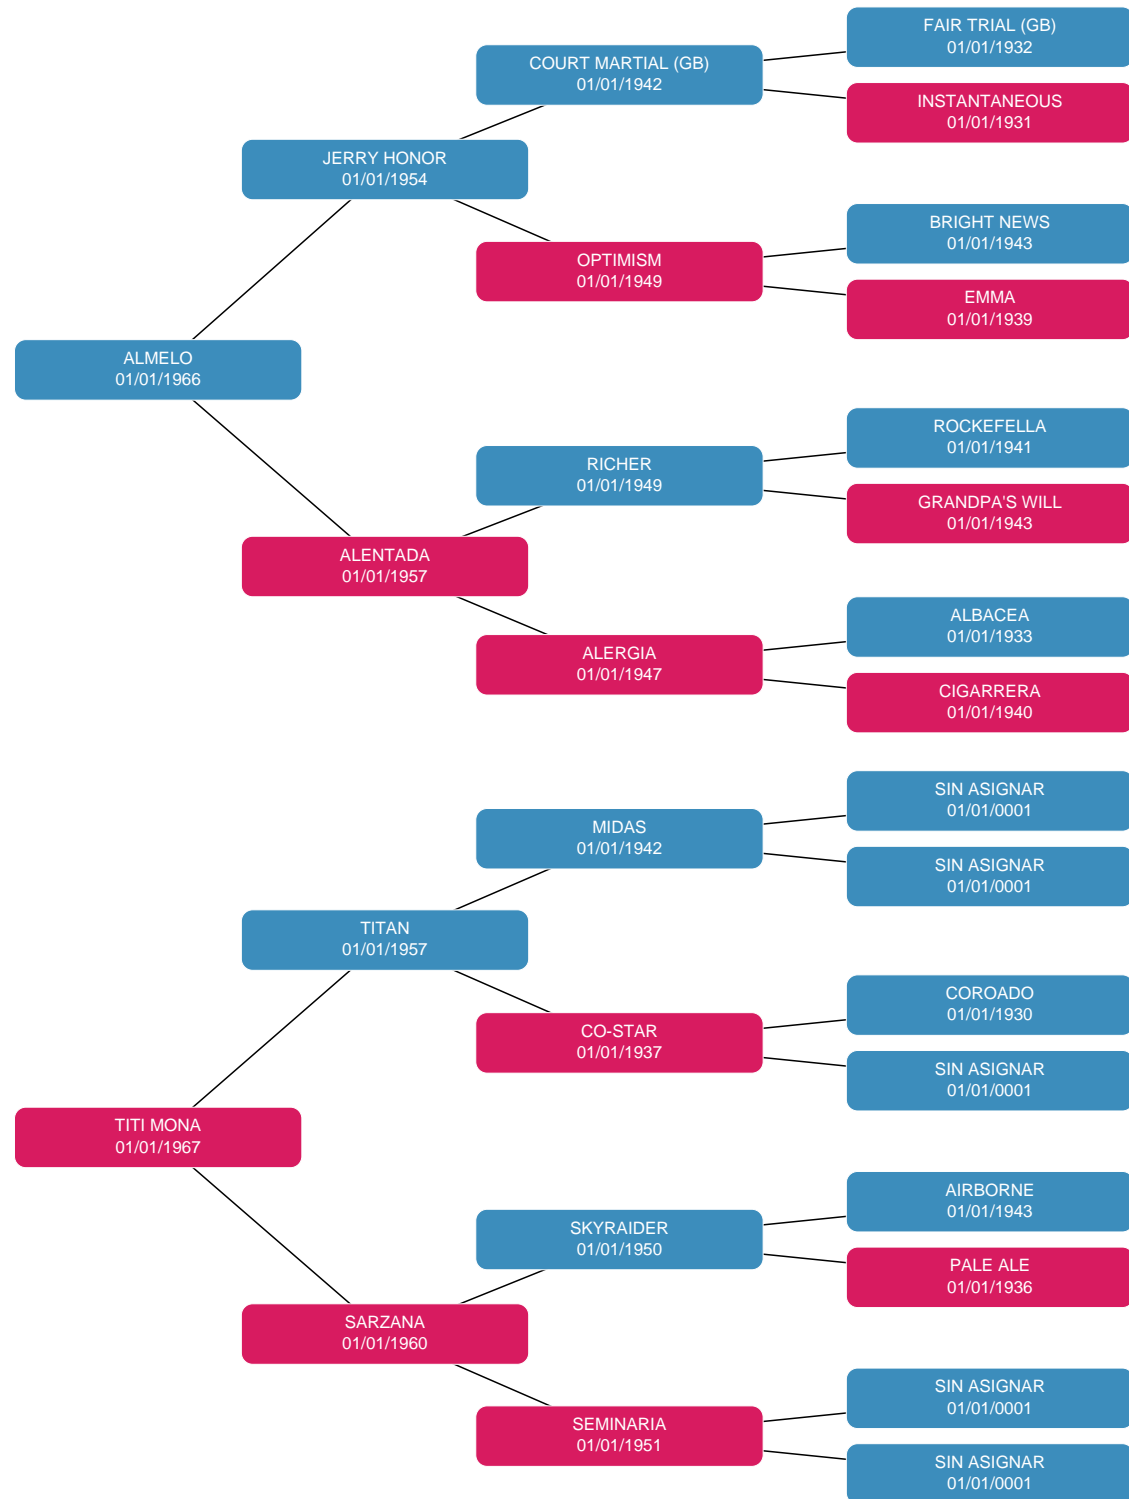 FAIR TRIAL (GB)
01/01/1932
COURT MARTIAL (GB)
01/01/1942
INSTANTANEOUS
01/01/1931
JERRY HONOR
01/01/1954
BRIGHT NEWS
01/01/1943
OPTIMISM
01/01/1949
EMMA
01/01/1939
ALMELO
01/01/1966
ROCKEFELLA
01/01/1941
RICHER
01/01/1949
GRANDPA'S WILL
01/01/1943
ALENTADA
01/01/1957
ALBACEA
01/01/1933
ALERGIA
01/01/1947
CIGARRERA
01/01/1940
SIN ASIGNAR
01/01/0001
MIDAS
01/01/1942
SIN ASIGNAR
01/01/0001
TITAN
01/01/1957
COROADO
01/01/1930
CO-STAR
01/01/1937
SIN ASIGNAR
01/01/0001
TITI MONA
01/01/1967
AIRBORNE
01/01/1943
SKYRAIDER
01/01/1950
PALE ALE
01/01/1936
SARZANA
01/01/1960
SIN ASIGNAR
01/01/0001
SEMINARIA
01/01/1951
SIN ASIGNAR
01/01/0001